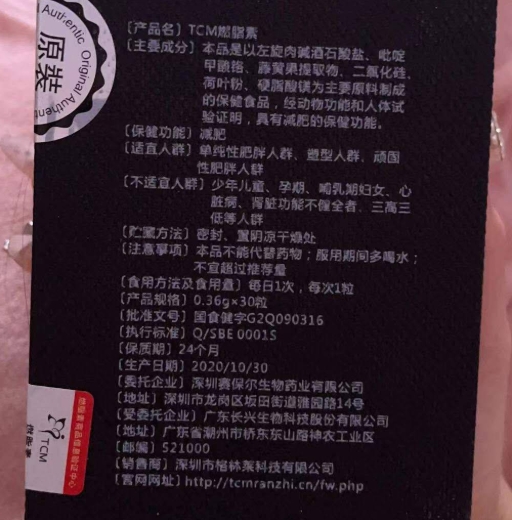 Authentic Original Authent
原装
〔产品名〕TCM燃脂素
〔主要成分〕本品是以左旋肉碱酒石酸盐、吡啶
甲酸铬、藤黄果提取物、二氧化硅、
荷叶粉、硬脂酸镁为主要原料制成
的保健食品，经动物功能和人体试
验证明，具有减肥的保健功能。
〔保健功能〕减肥
〔适宜人群〕单纯性肥胖人群、塑型人群、顽固
性肥胖人群
〔不适宜人群〕少年儿童、孕期、哺乳期妇女、心
脏病、肾脏功能不健全者、三高三
低等人群
〔贮藏方法〕密封、置阴凉干燥处
〔注意事项〕本品不能代替药物；服用期间多喝水；
不宜超过推荐量
〔食用方法及食用量〕每日1次，每次1粒
〔产品规格〕0.36g×30粒
〔批准文号〕国食健字G2Q090316
〔执行标准〕Q/SBE 0001S
〔保质期〕24个月
〔生产日期〕2020/10/30
〔委托企业〕深圳赛保尔生物药业有限公司
〔地址〕深圳市龙岗区坂田街道雅园路14号
〔受委托企业〕广东长兴生物科技股份有限公司
〔地址〕广东省潮州市桥东东山路神农工业区
〔邮编〕521000
〔销售商〕深圳市格林莱科技有限公司
〔官网网址〕http://tcmranzhi.cn/fw.php
TCM